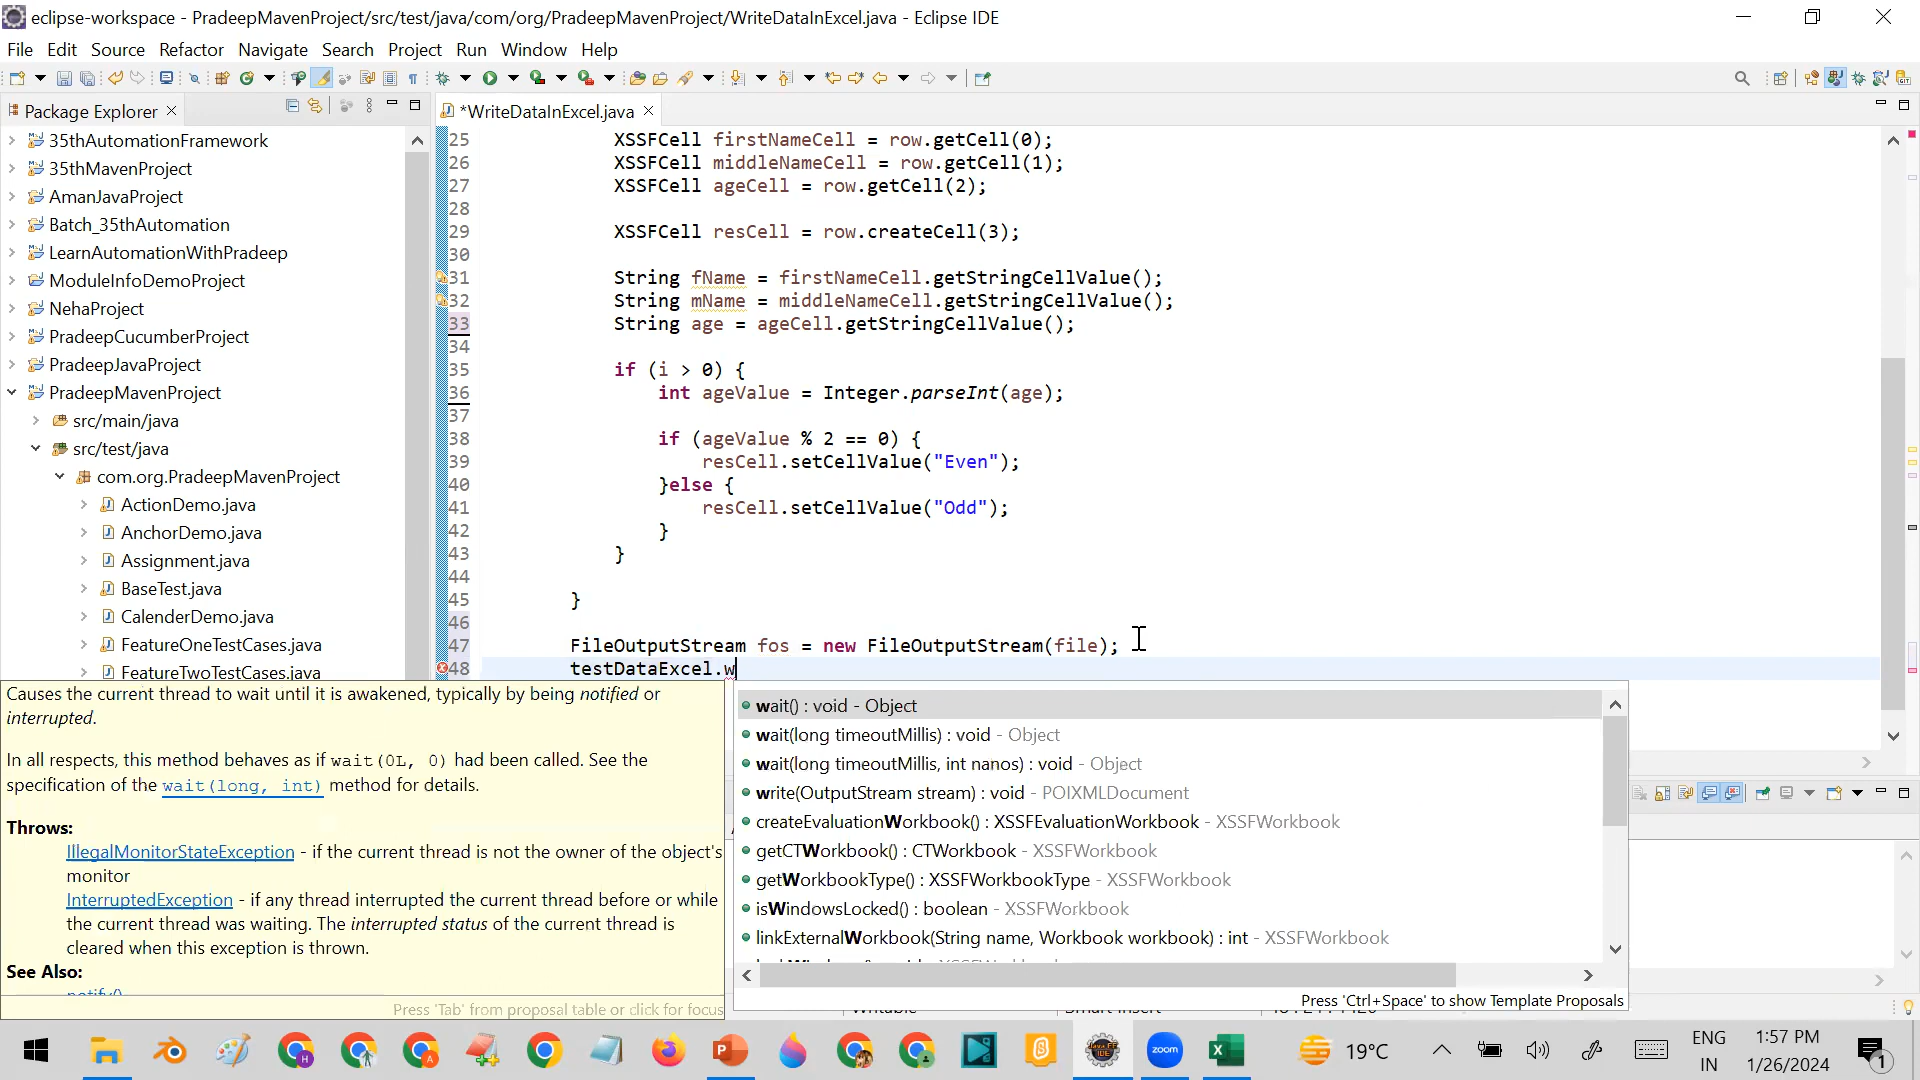 eclipse-workspace - PradeepMavenProject/src/test/java/com/org/PradeepMavenProject/WriteDataInExcel.java - Eclipse IDE
File Edit Source Refactor Navigate Search Project Run Window Help
Package Explorer
*WriteDataInExcel.java
35thAutomationFramework
35thMavenProject
AmanJavaProject
Batch_35thAutomation
LearnAutomationWithPradeep
ModuleInfoDemoProject
NehaProject
PradeepCucumberProject
PradeepJavaProject
PradeepMavenProject
src/main/java
src/test/java
com.org.PradeepMavenProject
ActionDemo.java
AnchorDemo.java
Assignment.java
BaseTest.java
CalenderDemo.java
FeatureOneTestCases.java
FeatureTwoTestCases.java
25 XSSFCell firstNameCell = row.getCell(0);
26 XSSFCell middleNameCell = row.getCell(1);
27 XSSFCell ageCell = row.getCell(2);
28
29 XSSFCell resCell = row.createCell(3);
30
31 String fName = firstNameCell.getStringCellValue();
32 String mName = middleNameCell.getStringCellValue();
33 String age = ageCell.getStringCellValue();
34
35 if (i > 0) {
36 int ageValue = Integer.parseInt(age);
37
38 if (ageValue % 2 == 0) {
39 resCell.setCellValue("Even");
40 }else {
41 resCell.setCellValue("Odd");
42 }
43 }
44
45 }
46
47 FileOutputStream fos = new FileOutputStream(file);
48 testDataExcel.w
Causes the current thread to wait until it is awakened, typically by being notified or
interrupted.
In all respects, this method behaves as if wait(0L, 0) had been called. See the
specification of the wait(long, int) method for details.
Throws:
IllegalMonitorStateException - if the current thread is not the owner of the object's
monitor
InterruptedException - if any thread interrupted the current thread before or while
the current thread was waiting. The interrupted status of the current thread is
cleared when this exception is thrown.
See Also:
notify()
Press 'Tab' from proposal table or click for focus
wait() : void - Object
wait(long timeoutMillis) : void - Object
wait(long timeoutMillis, int nanos) : void - Object
write(OutputStream stream) : void - POIXMLDocument
createEvaluationWorkbook() : XSSFEvaluationWorkbook - XSSFWorkbook
getCTWorkbook() : CTWorkbook - XSSFWorkbook
getWorkbookType() : XSSFWorkbookType - XSSFWorkbook
isWindowsLocked() : boolean - XSSFWorkbook
linkExternalWorkbook(String name, Workbook workbook) : int - XSSFWorkbook
Press 'Ctrl+Space' to show Template Proposals
zoom
19°C
ENG
IN
1:57 PM
1/26/2024
1